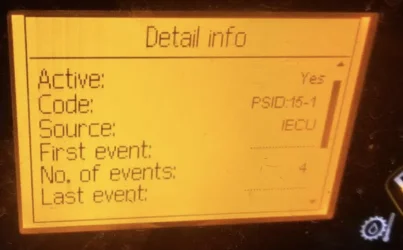 Detail info
Active: Yes
Code: PSID:15-1
Source: IECU
First event:
No. of events: 4
Last event: